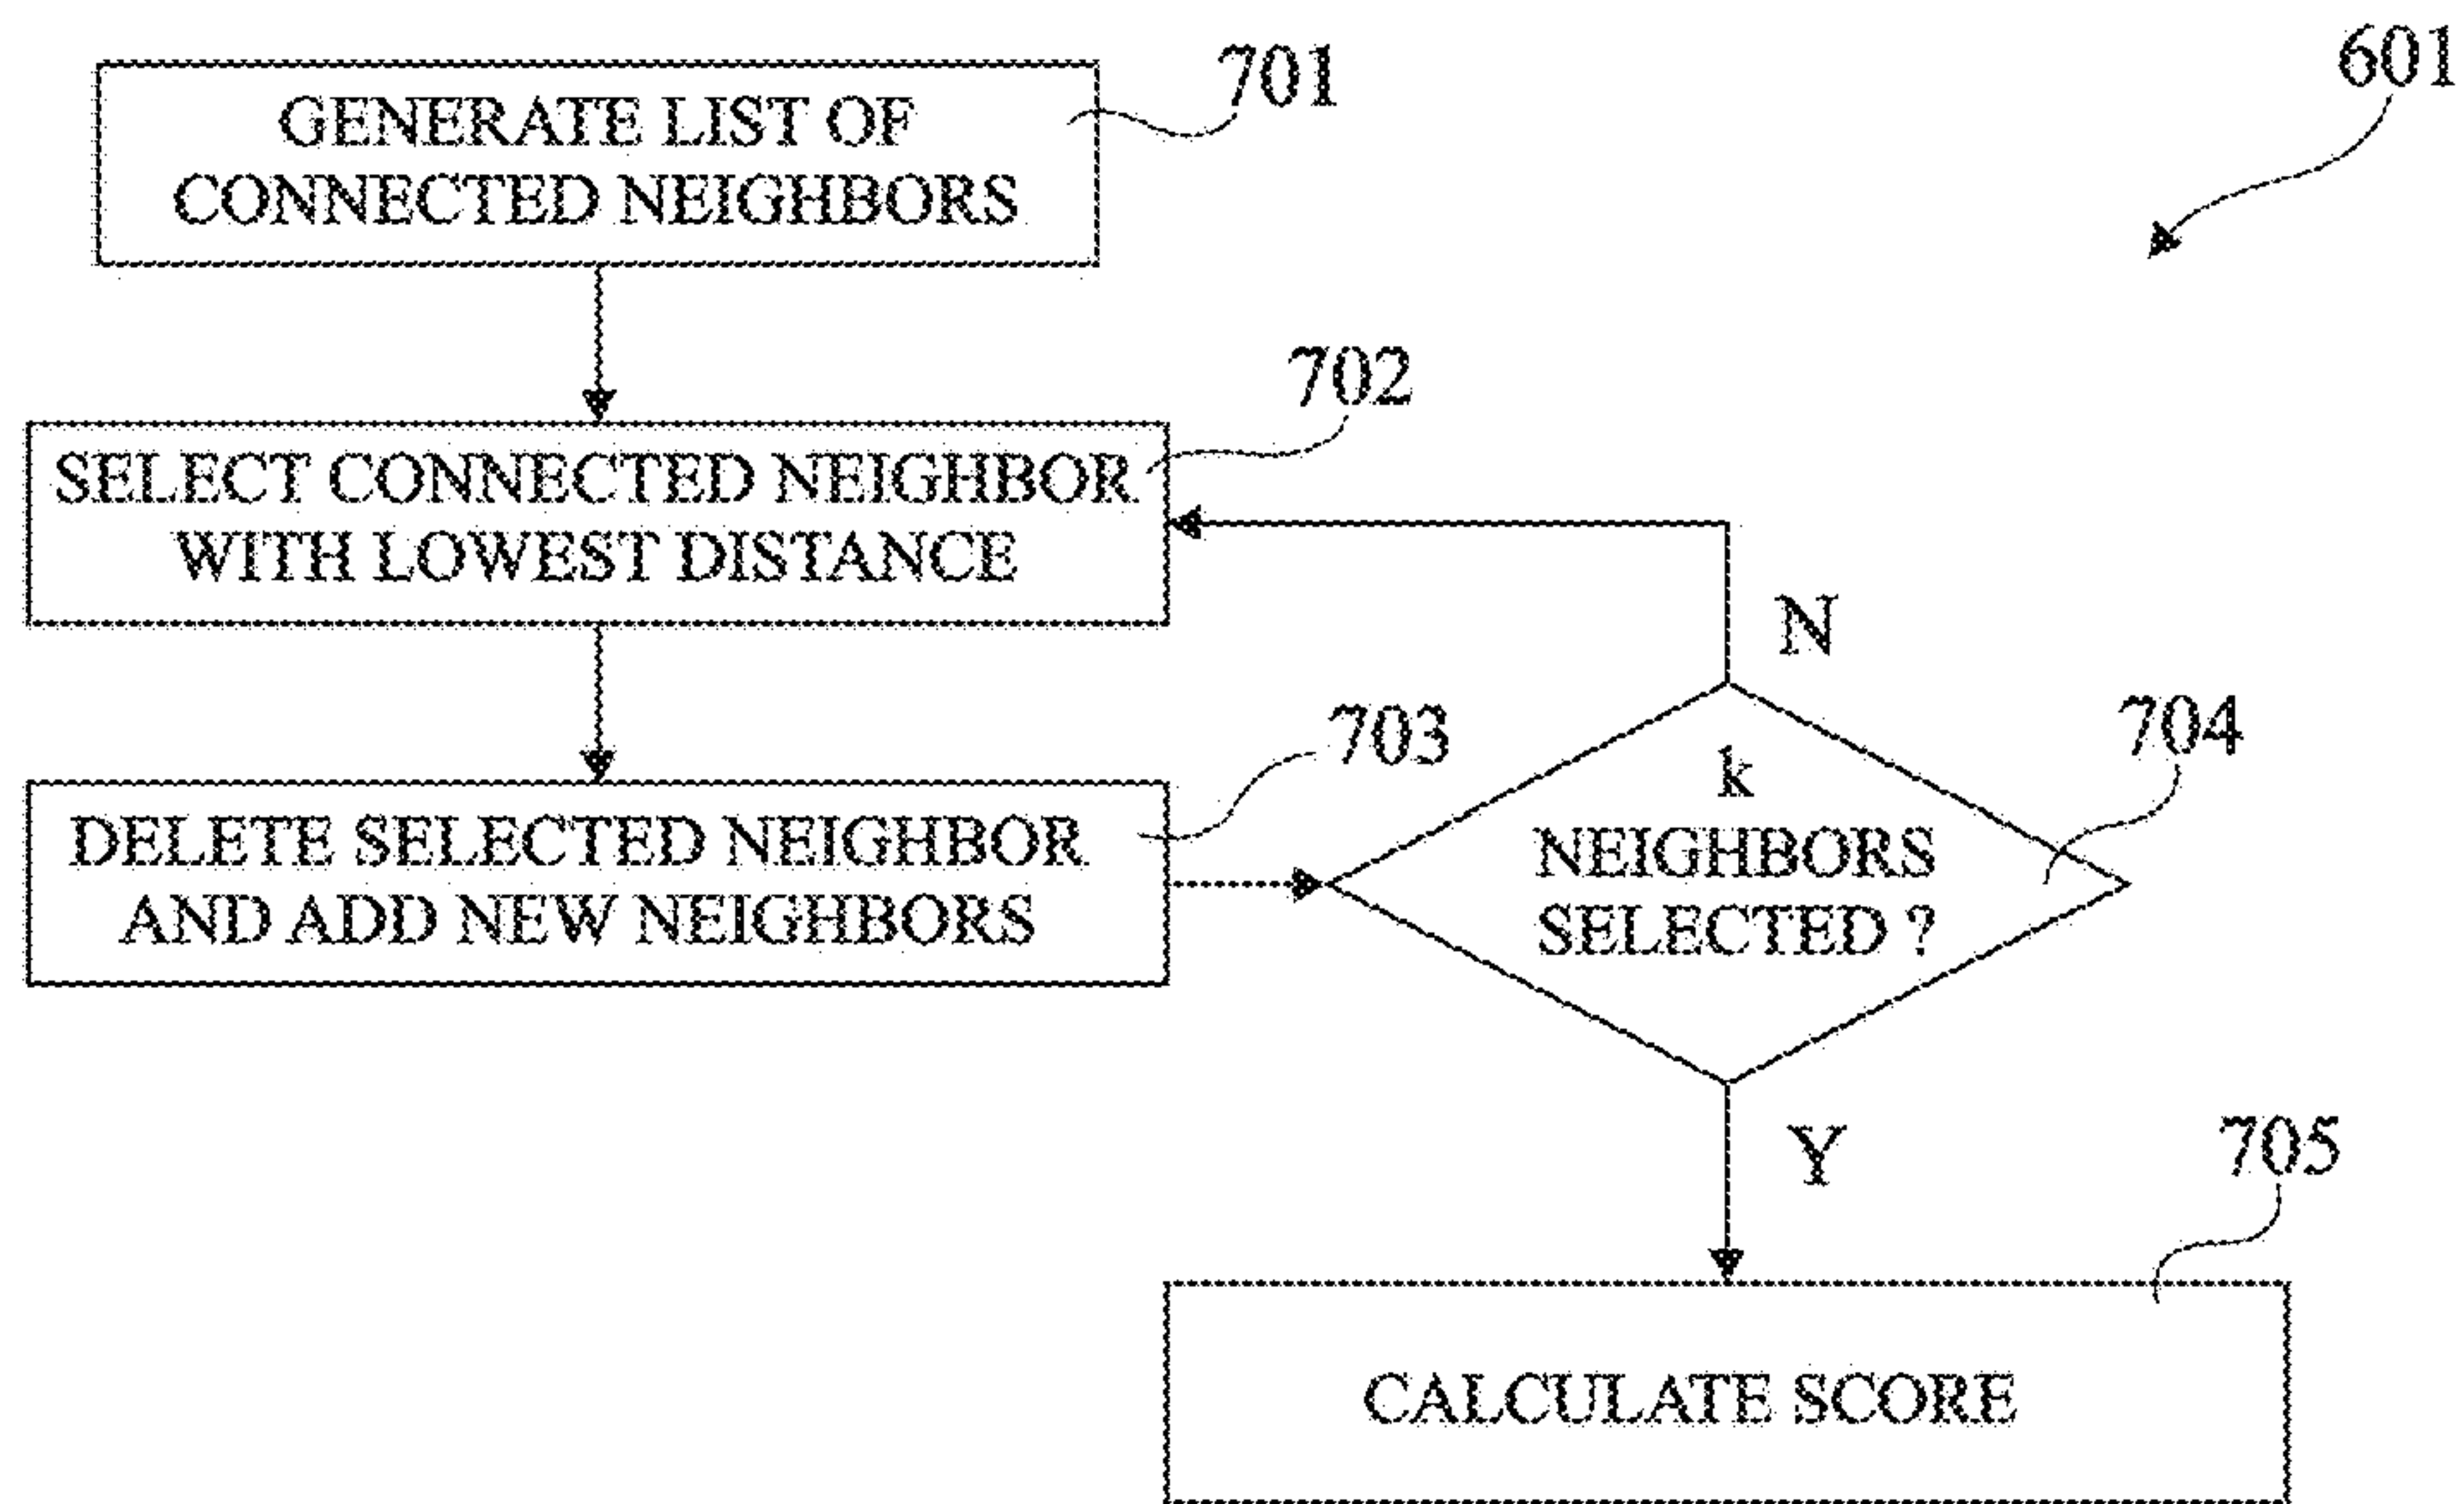 601
701
GENERATE LIST OF
CONNECTED NEIGHBORS
702
SELECT CONNECTED NEIGHBOR
WITH LOWEST DISTANCE
N
703
DELETE SELECTED NEIGHBOR
AND ADD NEW NEIGHBORS
704
k
NEIGHBORS
SELECTED ?
Y
705
CALCULATE SCORE